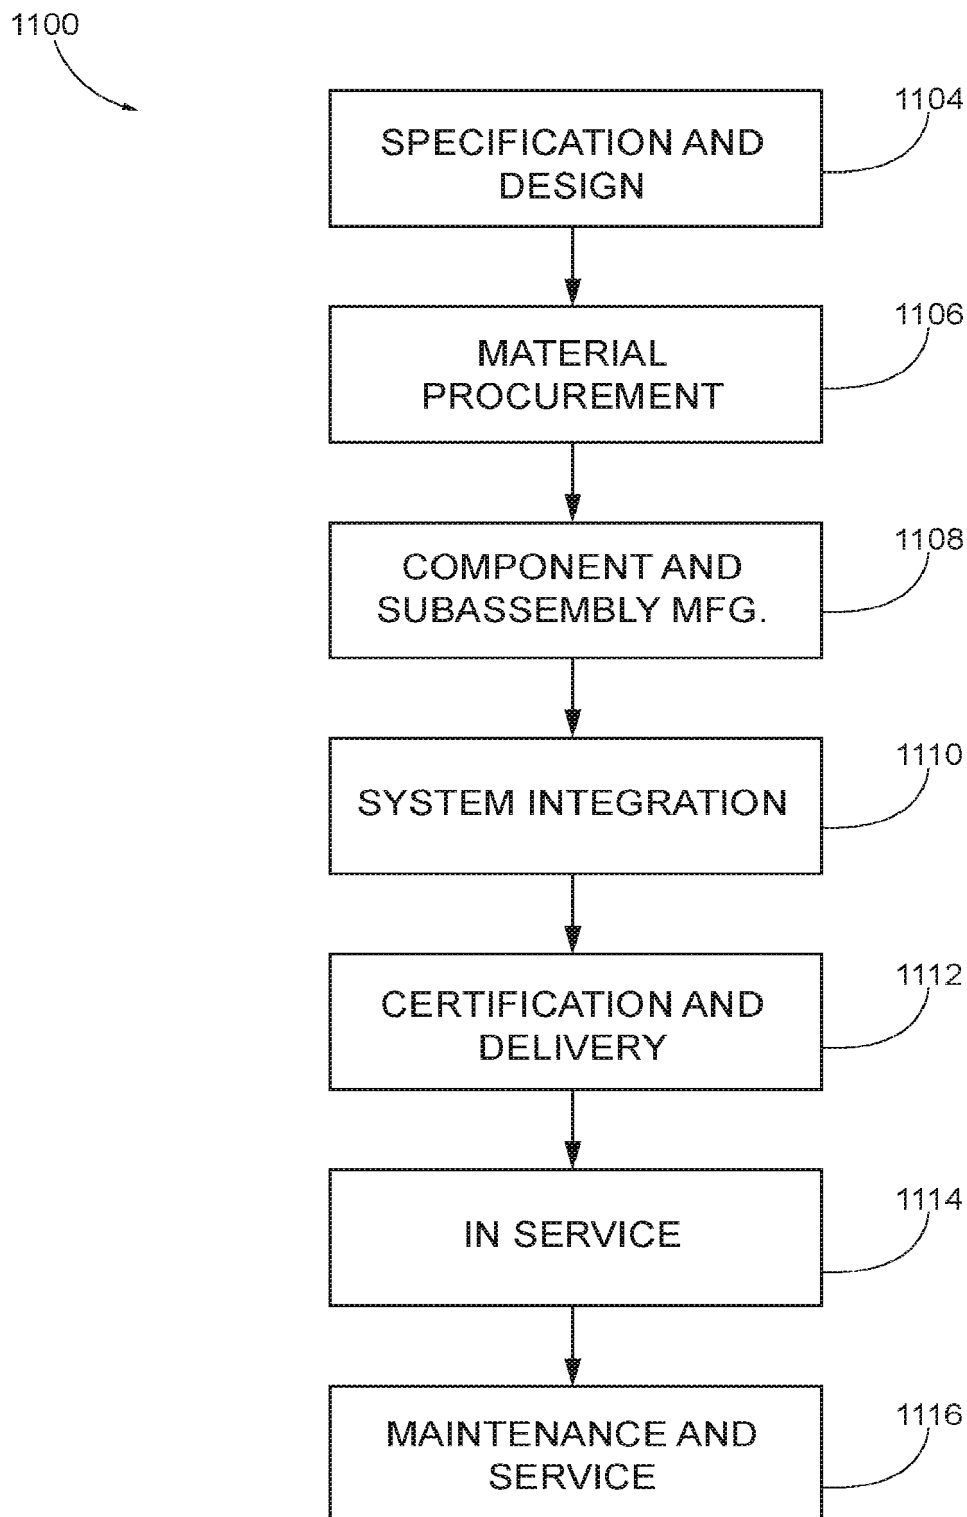 1100
1104
SPECIFICATION AND
DESIGN
1106
MATERIAL
PROCUREMENT
1108
COMPONENT AND
SUBASSEMBLY MFG.
1110
SYSTEM INTEGRATION
1112
CERTIFICATION AND
DELIVERY
1114
IN SERVICE
1116
MAINTENANCE AND
SERVICE